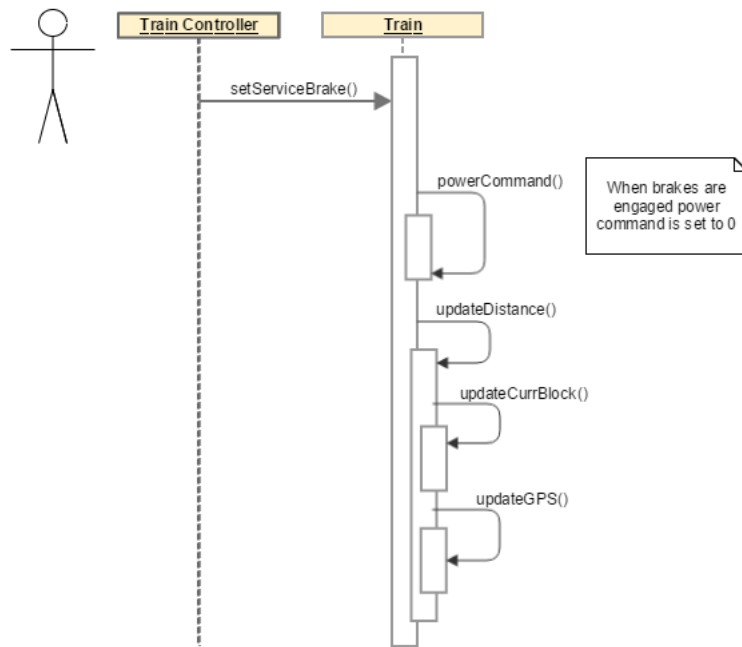 Train Controller
Train
setServiceBrake()
powerCommand()
When brakes are
engaged power
command is set to 0
updateDistance()
updateCurrBlock()
updateGPS()